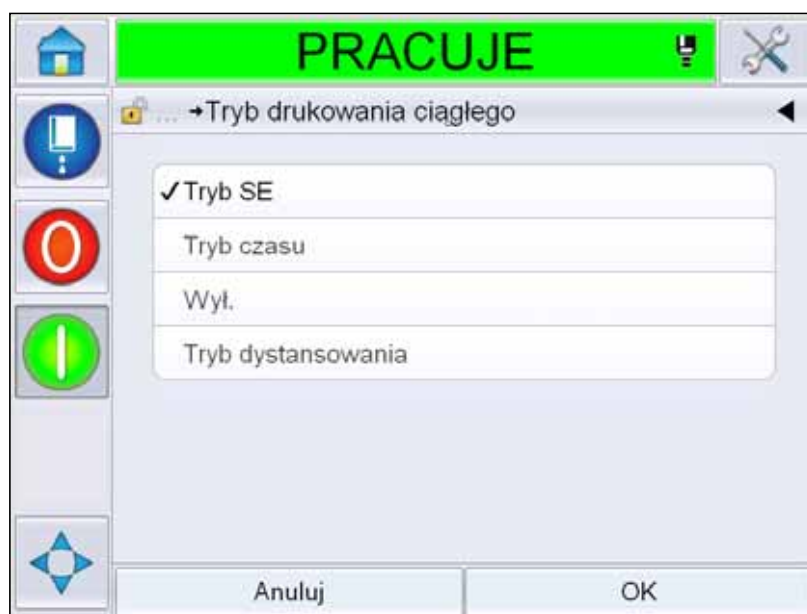 PRACUJE
... →Tryb drukowania ciągłego
✓Tryb SE
Tryb czasu
Wył.
Tryb dystansowania
Anuluj
OK